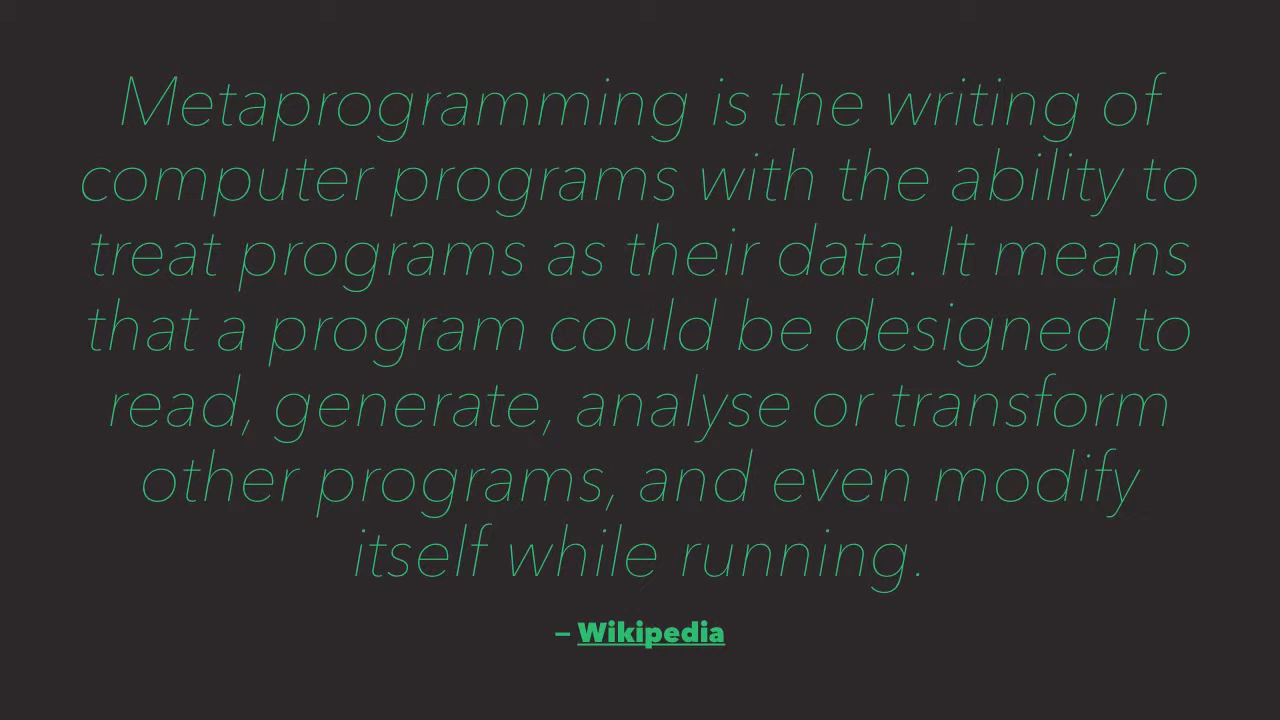 Metaprogramming is the writing of
computer programs with the ability to
treat programs as their data. It means
that a program could be designed to
read, generate, analyse or transform
other programs, and even modify
itself while running.
– Wikipedia